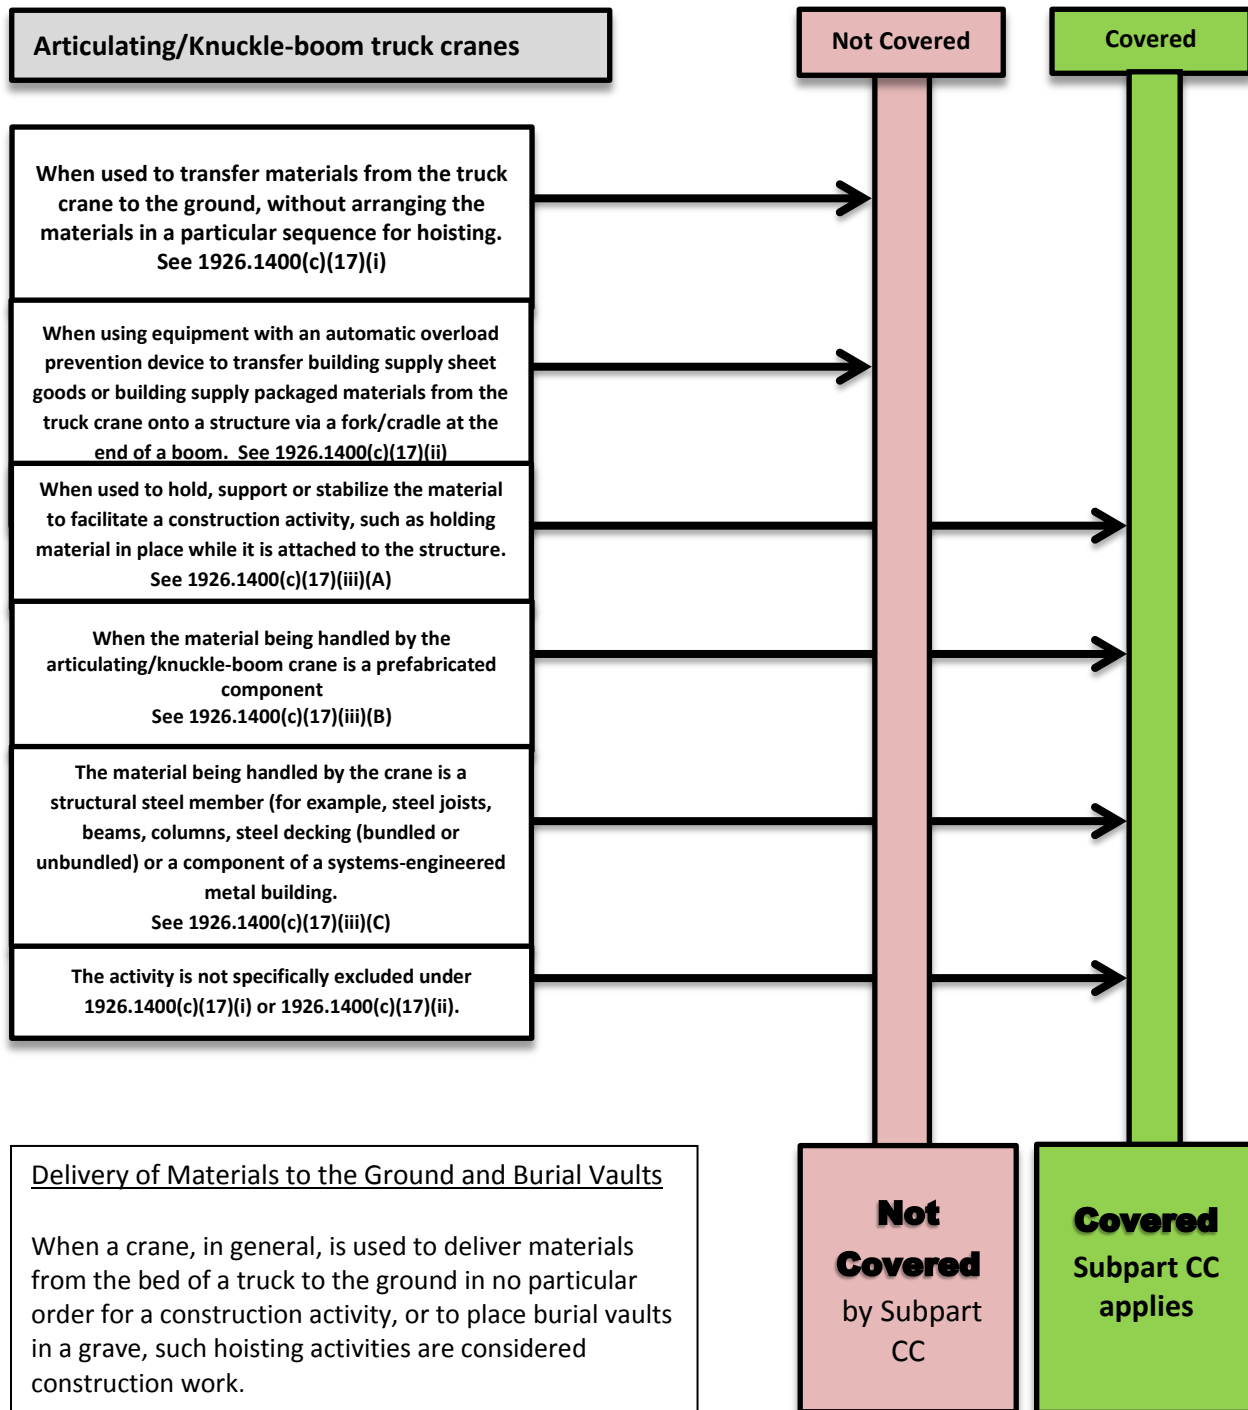 Articulating/Knuckle-boom truck cranes
Not Covered
Covered
When used to transfer materials from the truck
crane to the ground, without arranging the
materials in a particular sequence for hoisting.
See 1926.1400(c)(17)(i)
When using equipment with an automatic overload
prevention device to transfer building supply sheet
goods or building supply packaged materials from the
truck crane onto a structure via a fork/cradle at the
end of a boom.  See 1926.1400(c)(17)(ii)
When used to hold, support or stabilize the material
to facilitate a construction activity, such as holding
material in place while it is attached to the structure.
See 1926.1400(c)(17)(iii)(A)
When the material being handled by the
articulating/knuckle-boom crane is a prefabricated
component
See 1926.1400(c)(17)(iii)(B)
The material being handled by the crane is a
structural steel member (for example, steel joists,
beams, columns, steel decking (bundled or
unbundled) or a component of a systems-engineered
metal building.
See 1926.1400(c)(17)(iii)(C)
The activity is not specifically excluded under
1926.1400(c)(17)(i) or 1926.1400(c)(17)(ii).
Delivery of Materials to the Ground and Burial Vaults
When a crane, in general, is used to deliver materials
from the bed of a truck to the ground in no particular
order for a construction activity, or to place burial vaults
in a grave, such hoisting activities are considered
construction work.
Not
Covered
by Subpart
CC
Covered
Subpart CC
applies